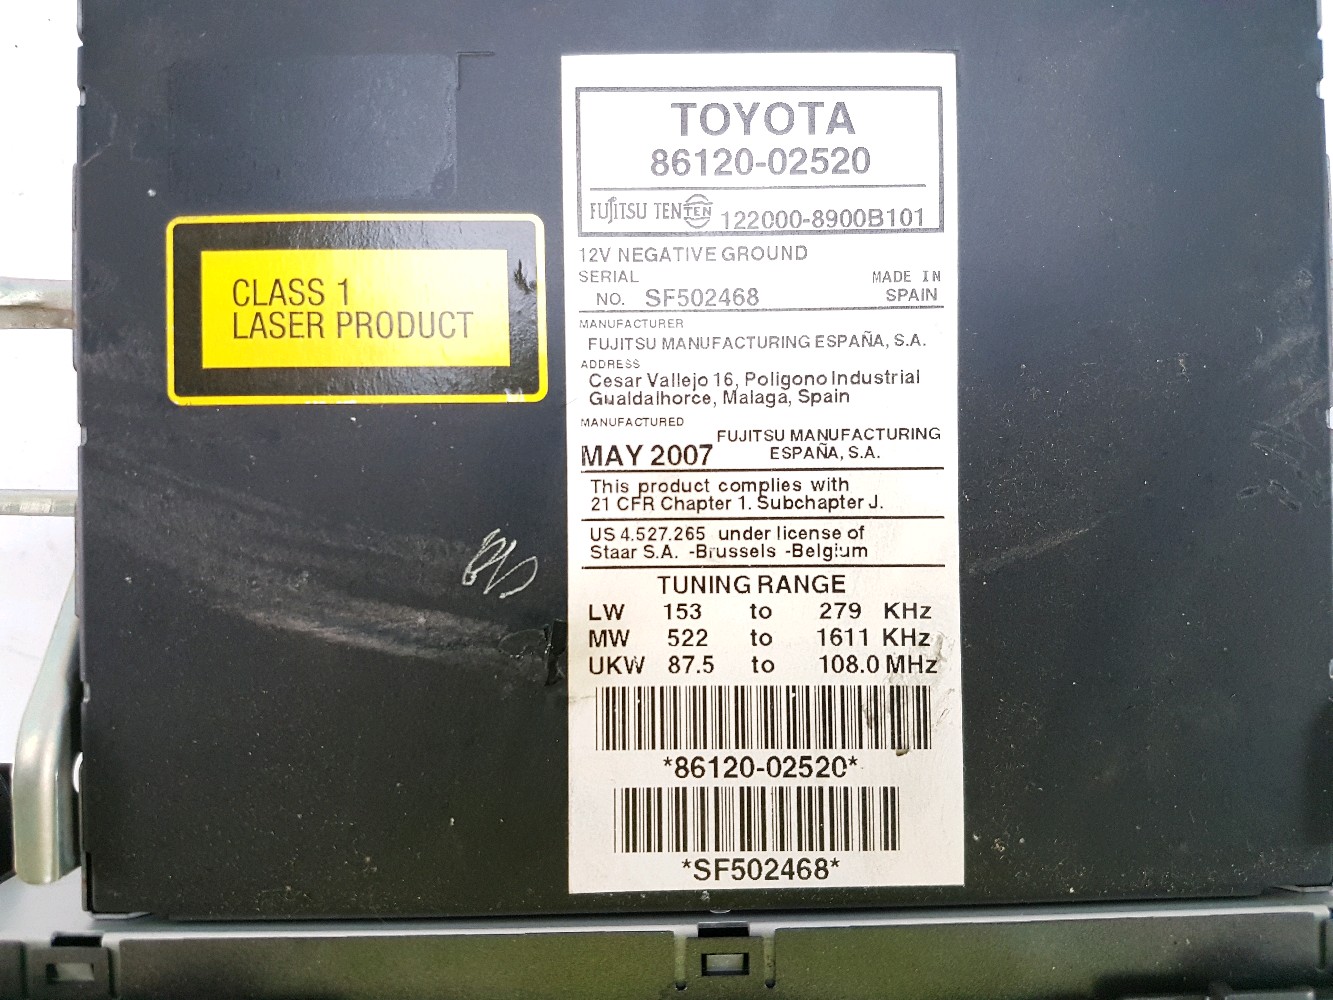 CLASS 1
LASER PRODUCT
TOYOTA
86120-02520
FUJITSU TEN TEN 122000-8900B101
12V NEGATIVE GROUND
SERIAL
NO. SF502468
MADE IN
SPAIN
MANUFACTURER
FUJITSU MANUFACTURING ESPAÑA, S.A.
ADDRESS
Cesar Vallejo 16, Poligono Industrial
Gualdalhorce, Malaga, Spain
MANUFACTURED
MAY 2007
FUJITSU MANUFACTURING
ESPAÑA, S.A.
This product complies with
21 CFR Chapter 1. Subchapter J.
US 4.527.265 under license of
Staar S.A. -Brussels -Belgium
TUNING RANGE
LW 153 to 279 KHz
MW 522 to 1611 KHz
UKW 87.5 to 108.0 MHz
*86120-02520*
*SF502468*